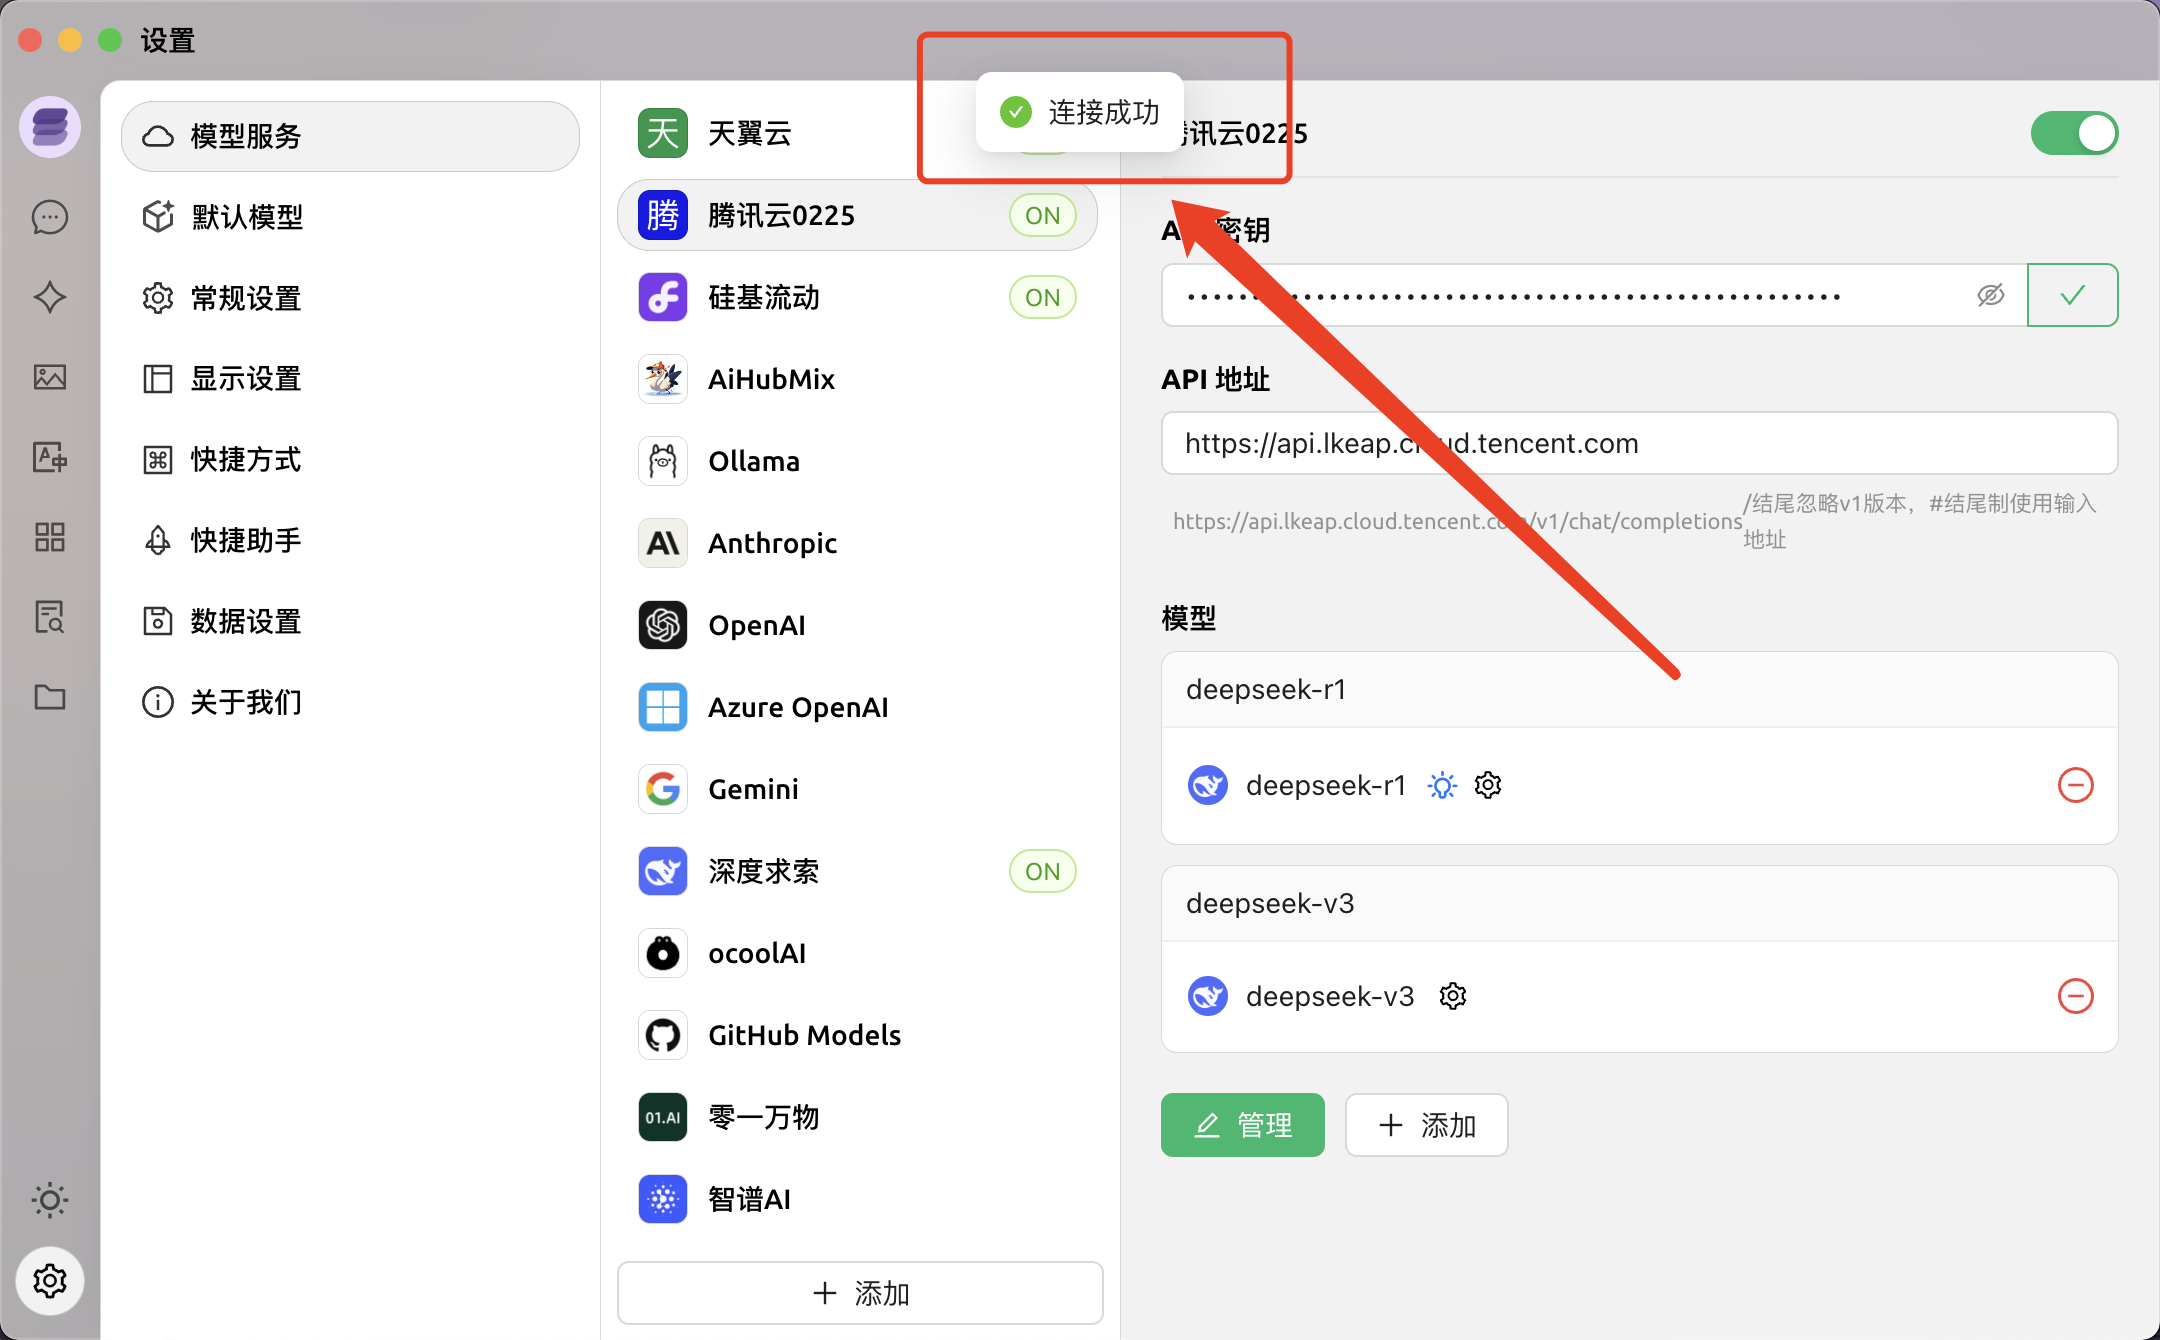 设置
模型服务
默认模型
常规设置
显示设置
快捷方式
快捷助手
数据设置
关于我们
天 天翼云
腾 腾讯云0225 ON
硅基流动 ON
AiHubMix
Ollama
Anthropic
OpenAI
Azure OpenAI
Gemini
深度求索 ON
ocoolAI
GitHub Models
01.AI 零一万物
智谱AI
添加
连接成功
讯云0225
API 密钥
API 地址
https://api.lkeap.cloud.tencent.com
https://api.lkeap.cloud.tencent.com/v1/chat/completions
/结尾忽略v1版本，#结尾制使用输入
地址
模型
deepseek-r1
deepseek-r1
deepseek-v3
deepseek-v3
管理
添加